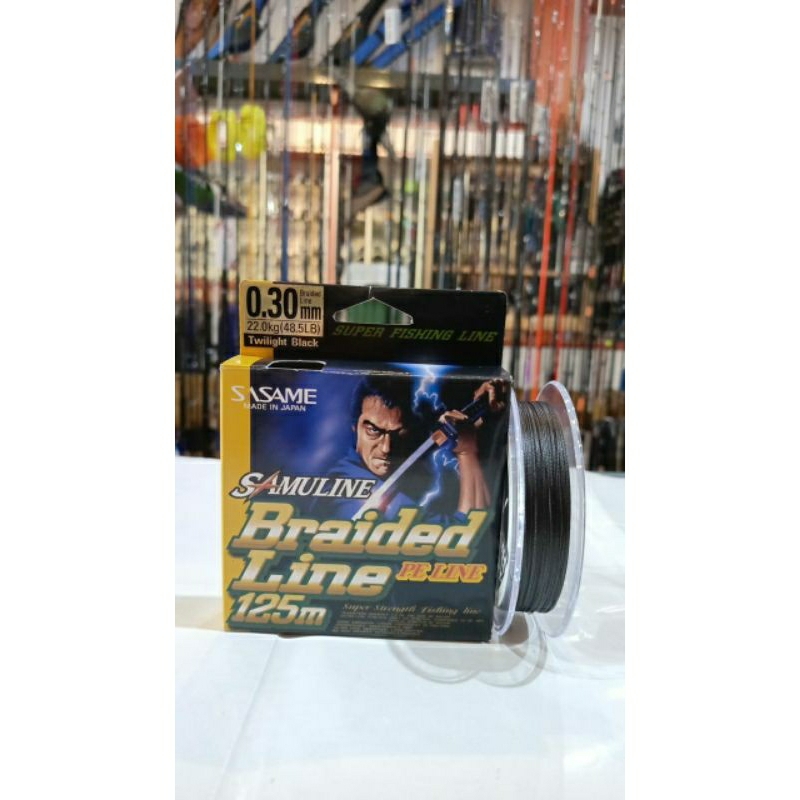 0.30mm
Braided
Line
22.0kg(48.5LB)
Twilight Black
SUPER FISHING LINE
SASAME
MADE IN JAPAN
SAMULINE
Braided
Line
PE LINE
125m
Super Strength Fishing line